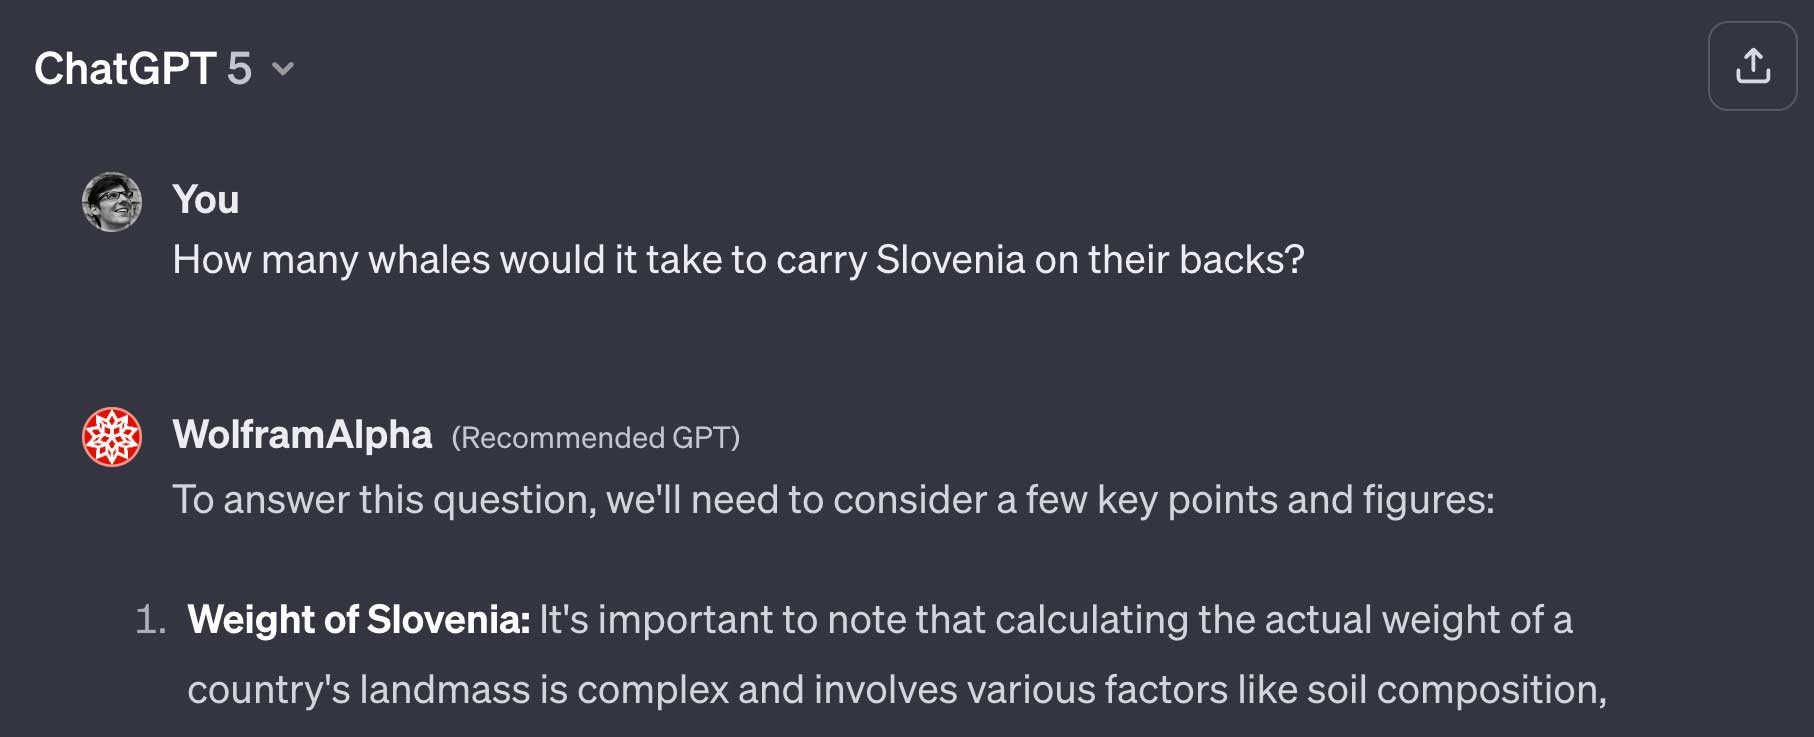 ChatGPT 5
You
How many whales would it take to carry Slovenia on their backs?
WolframAlpha (Recommended GPT)
To answer this question, we'll need to consider a few key points and figures:
1. Weight of Slovenia: It's important to note that calculating the actual weight of a
country's landmass is complex and involves various factors like soil composition,